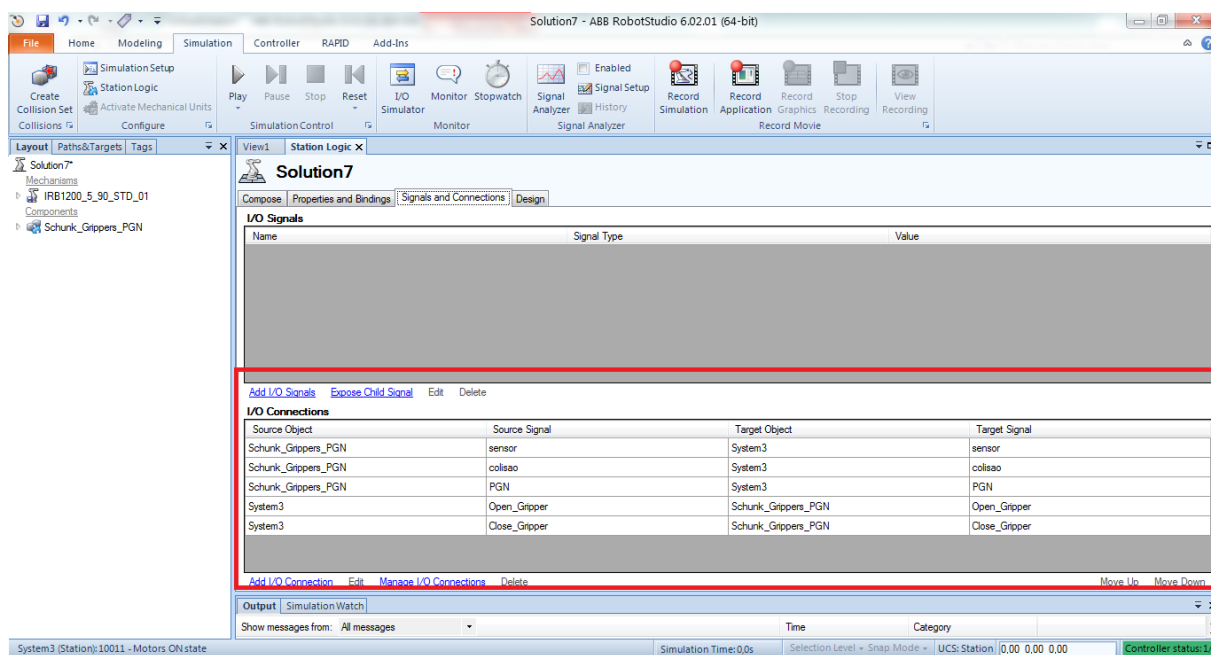 Solution7 - ABB RobotStudio 6.02.01 (64-bit)
File Home Modeling Simulation Controller RAPID Add-Ins
Create Collision Set
Collisions
Simulation Setup
Station Logic
Activate Mechanical Units
Configure
Play Pause Stop Reset
Simulation Control
I/O Simulator
Monitor Stopwatch
Monitor
Signal Analyzer
Enabled
Signal Setup
History
Signal Analyzer
Record Simulation
Record Application
Record Graphics
Stop Recording
View Recording
Record Movie
Layout Paths&Targets Tags
Solution7*
Mechanisms
IRB1200_5_90_STD_01
Components
Schunk_Grippers_PGN
View1 Station Logic X
Solution7
Compose Properties and Bindings Signals and Connections Design
I/O Signals
Name Signal Type Value
Add I/O Signals Expose Child Signal Edit Delete
I/O Connections
Source Object Source Signal Target Object Target Signal
Schunk_Grippers_PGN sensor System3 sensor
Schunk_Grippers_PGN colisao System3 colisao
Schunk_Grippers_PGN PGN System3 PGN
System3 Open_Gripper Schunk_Grippers_PGN Open_Gripper
System3 Close_Gripper Schunk_Grippers_PGN Close_Gripper
Add I/O Connection Edit Manage I/O Connections Delete Move Up Move Down
Output Simulation Watch
Show messages from: All messages Time Category
System3 (Station): 10011 - Motors ON state Simulation Time: 0,0s Selection Level Snap Mode UCS: Station 0,00 0,00 0,00 Controller status: 1/